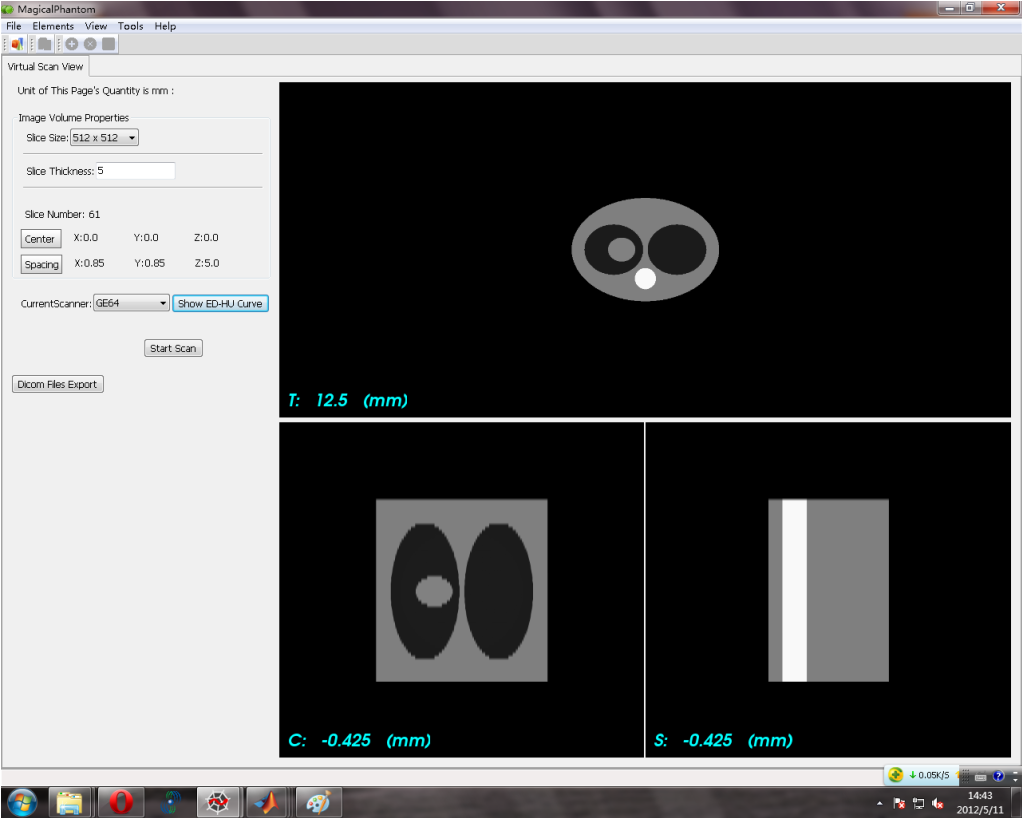 MagicalPhantom
File Elements View Tools Help
Virtual Scan View
Unit of This Page's Quantity is mm :
Image Volume Properties
Slice Size: 512 x 512
Slice Thickness: 5
Slice Number: 61
Center X:0.0 Y:0.0 Z:0.0
Spacing X:0.85 Y:0.85 Z:5.0
CurrentScanner: GE64 Show ED-HU Curve
Start Scan
Dicom Files Export
T: 12.5 (mm)
C: -0.425 (mm)
S: -0.425 (mm)
0.05K/S
14:43
2012/5/11